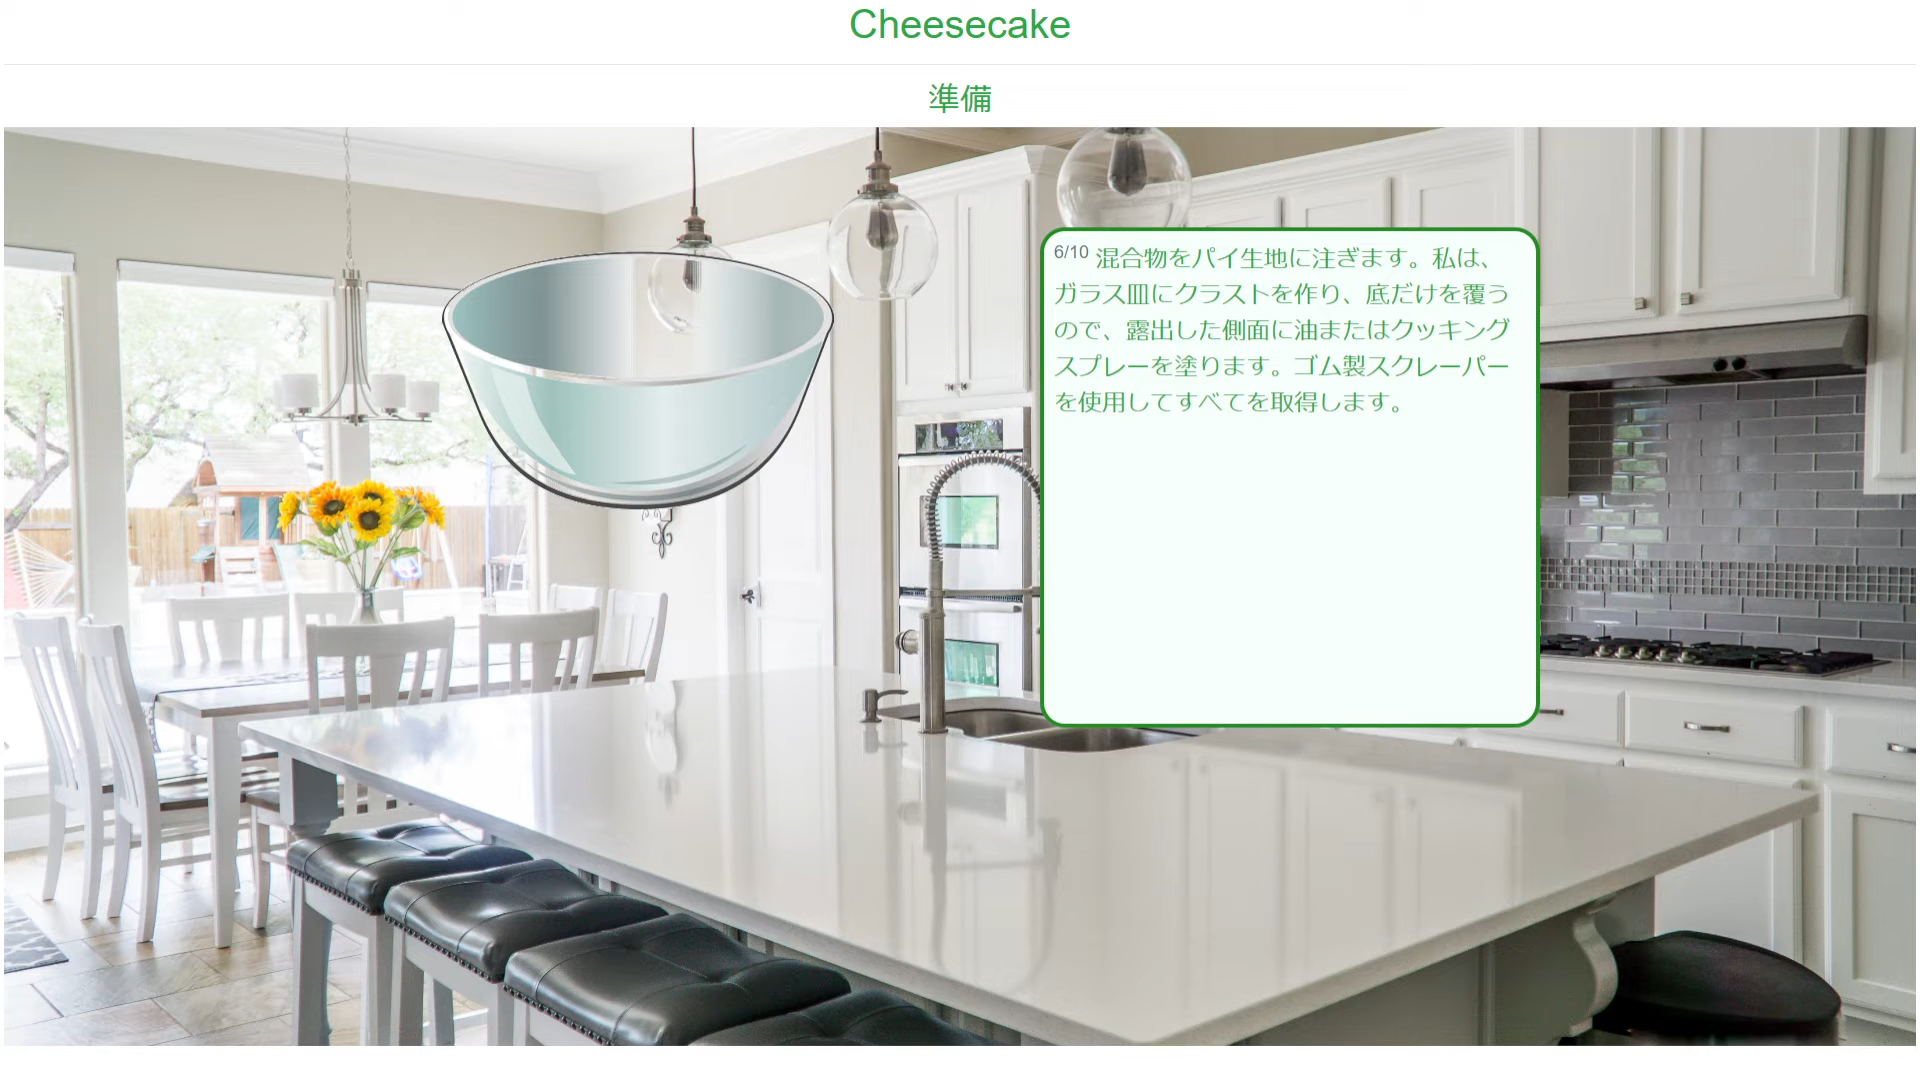 Cheesecake
準備
6/10 混合物をパイ生地に注ぎます。私は、
ガラス皿にクラストを作り、底だけを覆う
ので、露出した側面に油またはクッキング
スプレーを塗ります。ゴム製スクレーパー
を使用してすべてを取得します。